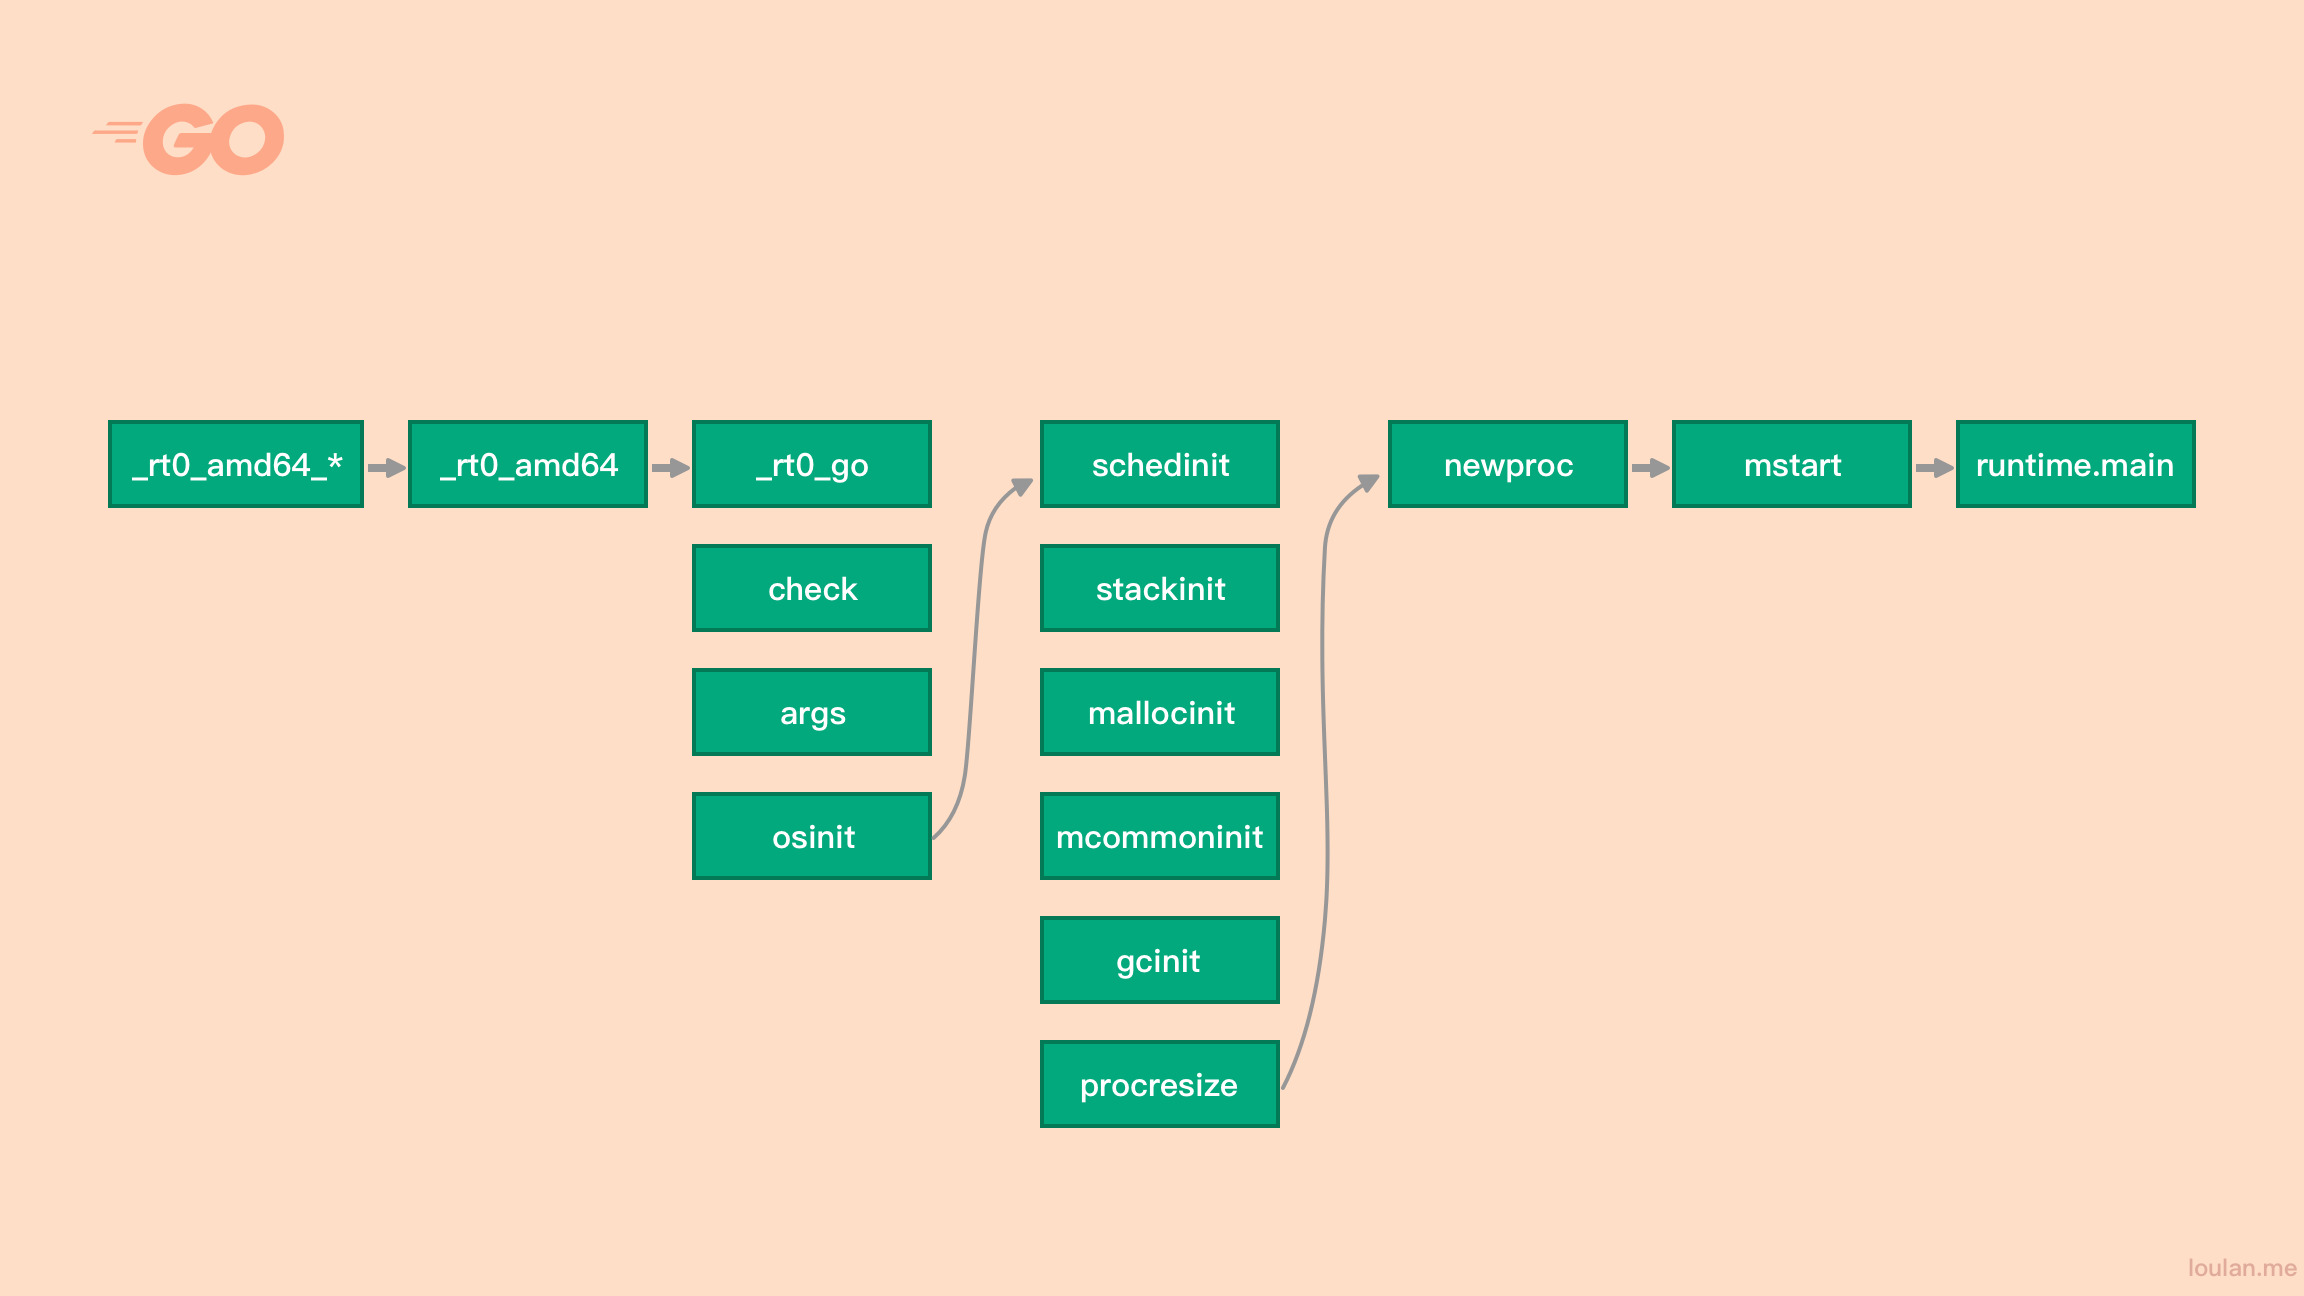 GO
_rt0_amd64_*
_rt0_amd64
_rt0_go
check
args
osinit
schedinit
stackinit
mallocinit
mcommoninit
gcinit
procresize
newproc
mstart
runtime.main
loulan.me